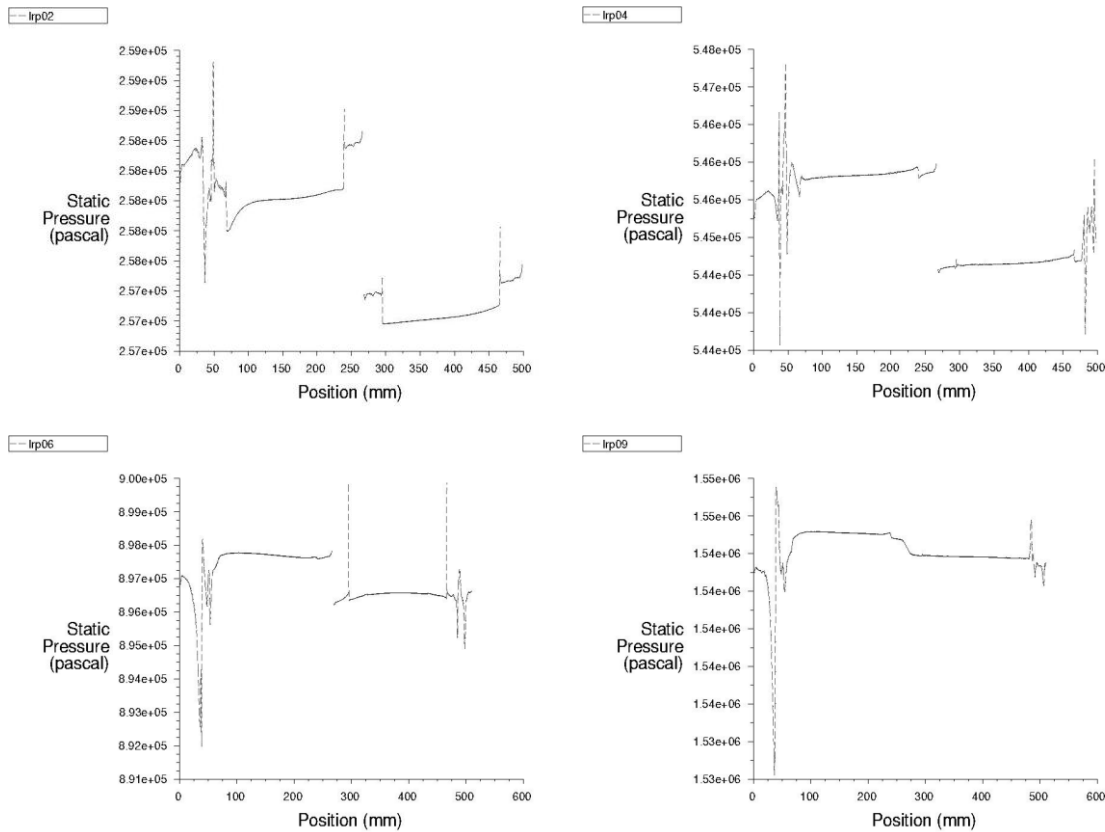 lrp02
2.59e+05
2.59e+05
2.59e+05
2.58e+05
2.58e+05
2.58e+05
2.58e+05
2.58e+05
2.57e+05
2.57e+05
2.57e+05
Static
Pressure
(pascal)
0 50 100 150 200 250 300 350 400 450 500
Position (mm)
lrp04
5.48e+05
5.47e+05
5.46e+05
5.46e+05
5.46e+05
5.45e+05
5.44e+05
5.44e+05
5.44e+05
Static
Pressure
(pascal)
0 50 100 150 200 250 300 350 400 450 500
Position (mm)
lrp06
9.00e+05
8.99e+05
8.98e+05
8.97e+05
8.96e+05
8.95e+05
8.94e+05
8.93e+05
8.92e+05
8.91e+05
Static
Pressure
(pascal)
0 100 200 300 400 500 600
Position (mm)
lrp09
1.55e+06
1.55e+06
1.54e+06
1.54e+06
1.54e+06
1.54e+06
1.54e+06
1.53e+06
1.53e+06
Static
Pressure
(pascal)
0 100 200 300 400 500 600
Position (mm)